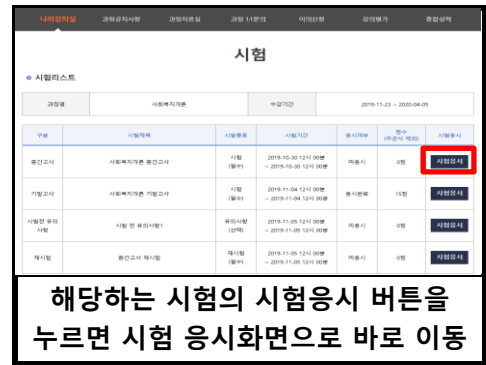 나의강의실 과정공지사항 과정자료실 과정 1:1문의 이의신청 강의평가 종합성적
시험
시험리스트
과정명 사회복지개론 수강기간 2019-11-23 ~ 2020-04-05
구분 시험제목 시험종류 시험기간 응시여부 점수 시험응시
(주관식 제외)
중간고사 사회복지개론 중간고사 시험 2019-10-30 12시 00분 미응시 0점 시험응시
(필수) ~ 2019-10-30 12시 00분
기말고사 사회복지개론 기말고사 시험 2019-11-04 12시 00분 응시완료 15점 시험응시
(필수) ~ 2019-11-04 12시 00분
시험전 유의 시험 전 유의사항1 유의사항 2019-11-05 12시 00분 미응시 0점 시험응시
사항 (선택) ~ 2019-11-05 12시 00분
재시험 중간고사 재시험 재시험 2019-11-05 12시 00분 미응시 0점 시험응시
(필수) ~ 2019-11-05 12시 00분
해당하는 시험의 시험응시 버튼을
누르면 시험 응시화면으로 바로 이동